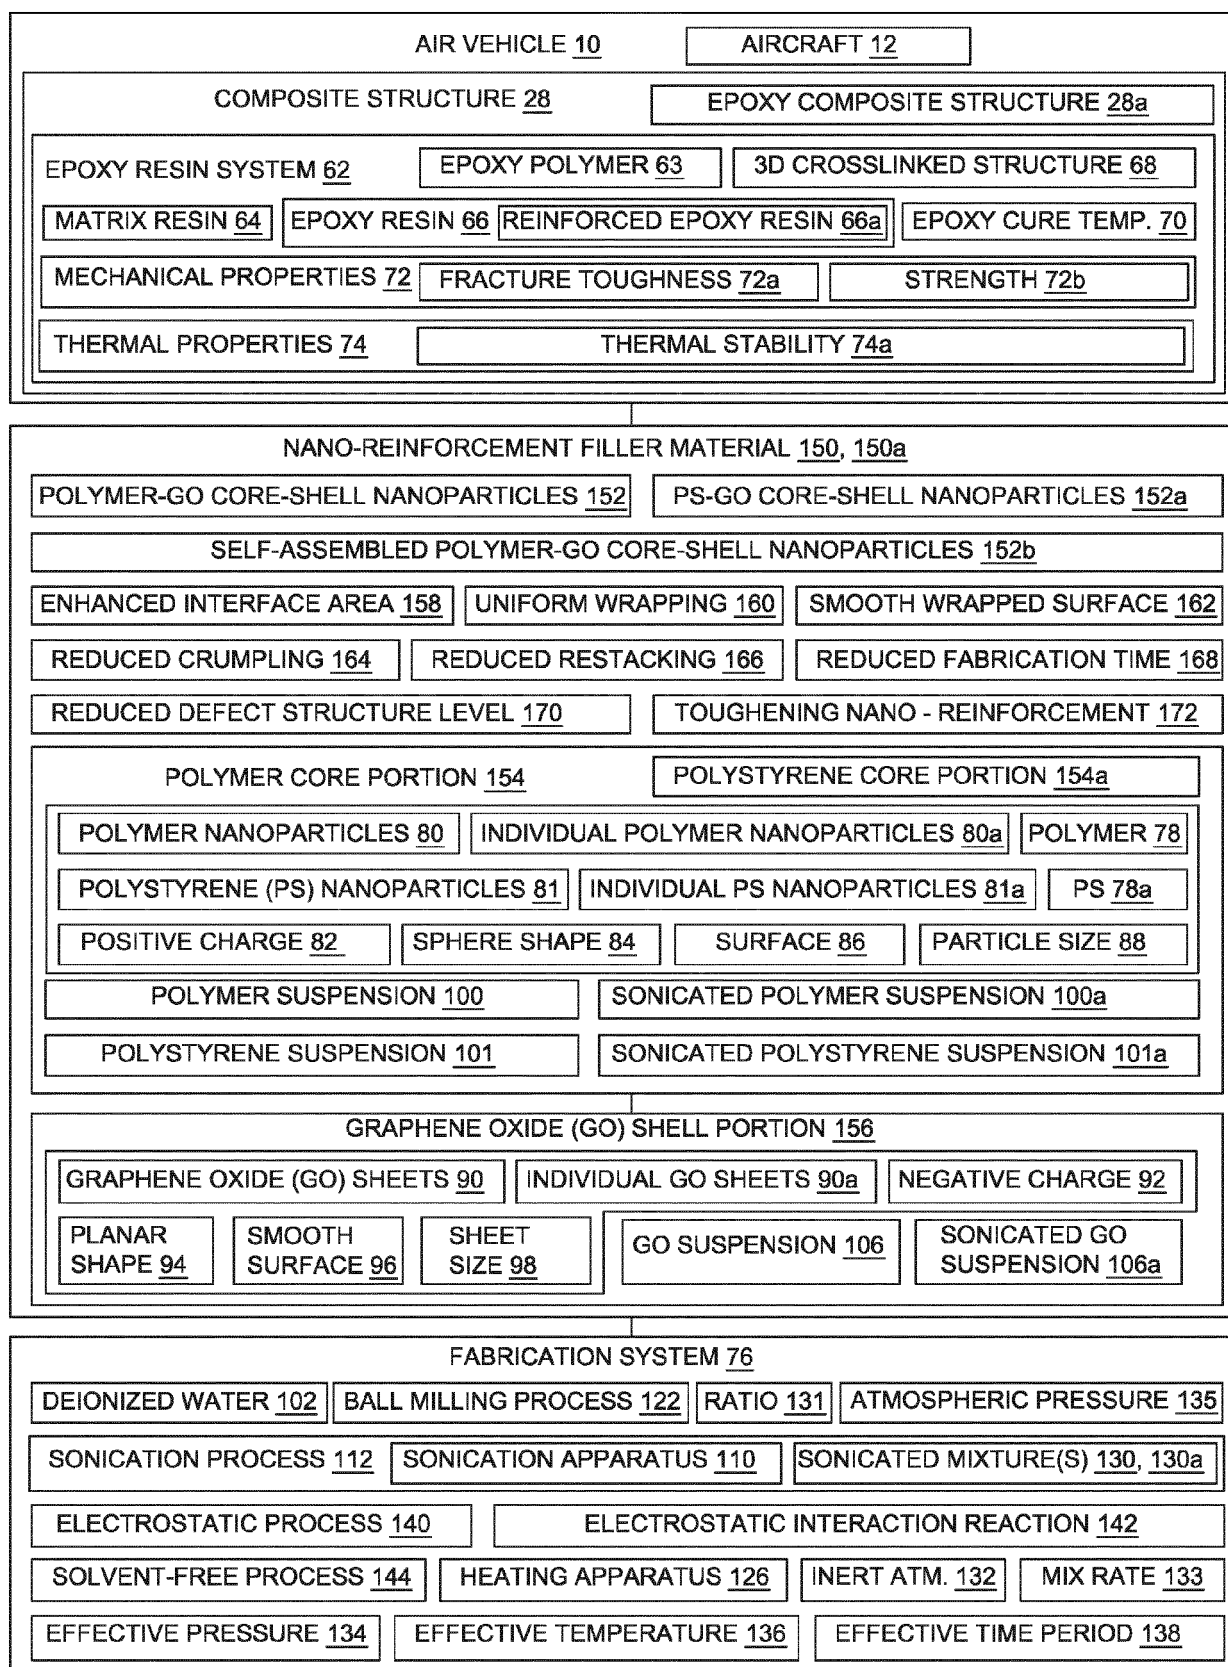 AIR VEHICLE 10 AIRCRAFT 12
COMPOSITE STRUCTURE 28 EPOXY COMPOSITE STRUCTURE 28a
EPOXY RESIN SYSTEM 62 EPOXY POLYMER 63 3D CROSSLINKED STRUCTURE 68
MATRIX RESIN 64 EPOXY RESIN 66 REINFORCED EPOXY RESIN 66a EPOXY CURE TEMP. 70
MECHANICAL PROPERTIES 72 FRACTURE TOUGHNESS 72a STRENGTH 72b
THERMAL PROPERTIES 74 THERMAL STABILITY 74a
NANO-REINFORCEMENT FILLER MATERIAL 150, 150a
POLYMER-GO CORE-SHELL NANOPARTICLES 152 PS-GO CORE-SHELL NANOPARTICLES 152a
SELF-ASSEMBLED POLYMER-GO CORE-SHELL NANOPARTICLES 152b
ENHANCED INTERFACE AREA 158 UNIFORM WRAPPING 160 SMOOTH WRAPPED SURFACE 162
REDUCED CRUMPLING 164 REDUCED RESTACKING 166 REDUCED FABRICATION TIME 168
REDUCED DEFECT STRUCTURE LEVEL 170 TOUGHENING NANO - REINFORCEMENT 172
POLYMER CORE PORTION 154 POLYSTYRENE CORE PORTION 154a
POLYMER NANOPARTICLES 80 INDIVIDUAL POLYMER NANOPARTICLES 80a POLYMER 78
POLYSTYRENE (PS) NANOPARTICLES 81 INDIVIDUAL PS NANOPARTICLES 81a PS 78a
POSITIVE CHARGE 82 SPHERE SHAPE 84 SURFACE 86 PARTICLE SIZE 88
POLYMER SUSPENSION 100 SONICATED POLYMER SUSPENSION 100a
POLYSTYRENE SUSPENSION 101 SONICATED POLYSTYRENE SUSPENSION 101a
GRAPHENE OXIDE (GO) SHELL PORTION 156
GRAPHENE OXIDE (GO) SHEETS 90 INDIVIDUAL GO SHEETS 90a NEGATIVE CHARGE 92
PLANAR SHAPE 94 SMOOTH SURFACE 96 SHEET SIZE 98 GO SUSPENSION 106 SONICATED GO SUSPENSION 106a
FABRICATION SYSTEM 76
DEIONIZED WATER 102 BALL MILLING PROCESS 122 RATIO 131 ATMOSPHERIC PRESSURE 135
SONICATION PROCESS 112 SONICATION APPARATUS 110 SONICATED MIXTURE(S) 130, 130a
ELECTROSTATIC PROCESS 140 ELECTROSTATIC INTERACTION REACTION 142
SOLVENT-FREE PROCESS 144 HEATING APPARATUS 126 INERT ATM. 132 MIX RATE 133
EFFECTIVE PRESSURE 134 EFFECTIVE TEMPERATURE 136 EFFECTIVE TIME PERIOD 138